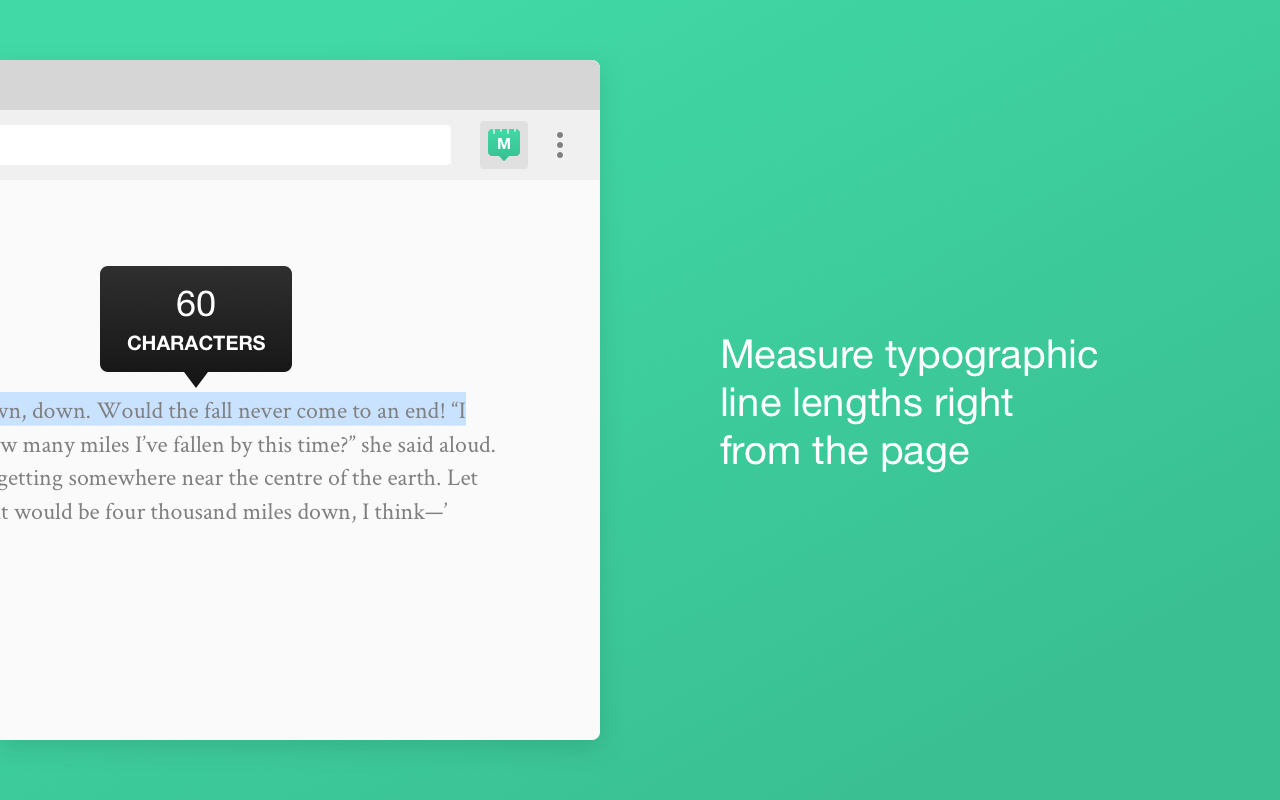 M
60
CHARACTERS
wn, down. Would the fall never come to an end! “I
w many miles I’ve fallen by this time?” she said aloud.
getting somewhere near the centre of the earth. Let
t would be four thousand miles down, I think—’
Measure typographic
line lengths right
from the page